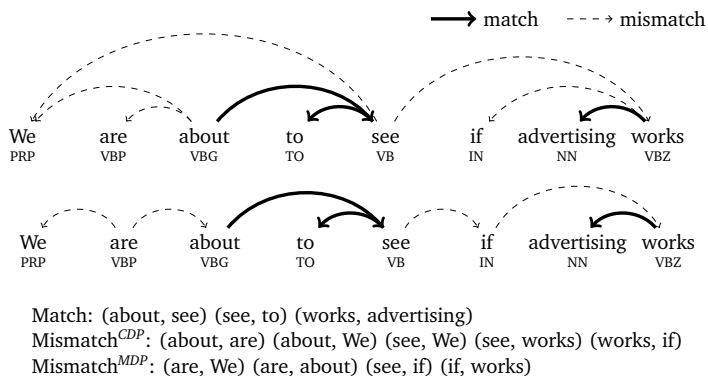 match mismatch
We are about to see if advertising works
PRP VBP VBG TO VB IN NN VBZ
We are about to see if advertising works
PRP VBP VBG TO VB IN NN VBZ
Match: (about, see) (see, to) (works, advertising)
Mismatch^CDP: (about, are) (about, We) (see, We) (see, works) (works, if)
Mismatch^MDP: (are, We) (are, about) (see, if) (if, works)